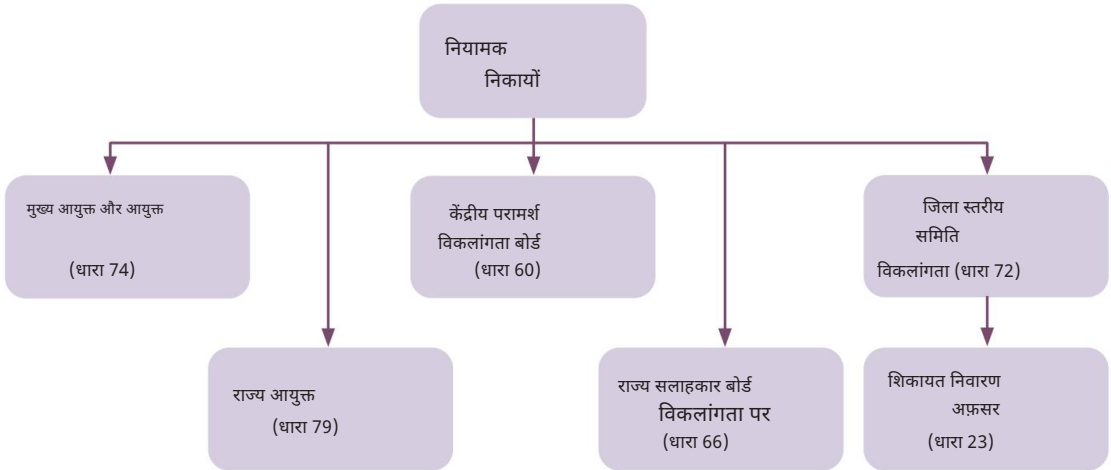 नियामक
निकायों
मुख्य आयुक्त और आयुक्त
(धारा 74)
केंद्रीय परामर्श
विकलांगता बोर्ड
(धारा 60)
जिला स्तरीय
समिति
विकलांगता (धारा 72)
राज्य आयुक्त
(धारा 79)
राज्य सलाहकार बोर्ड
विकलांगता पर
(धारा 66)
शिकायत निवारण
अफ़सर
(धारा 23)